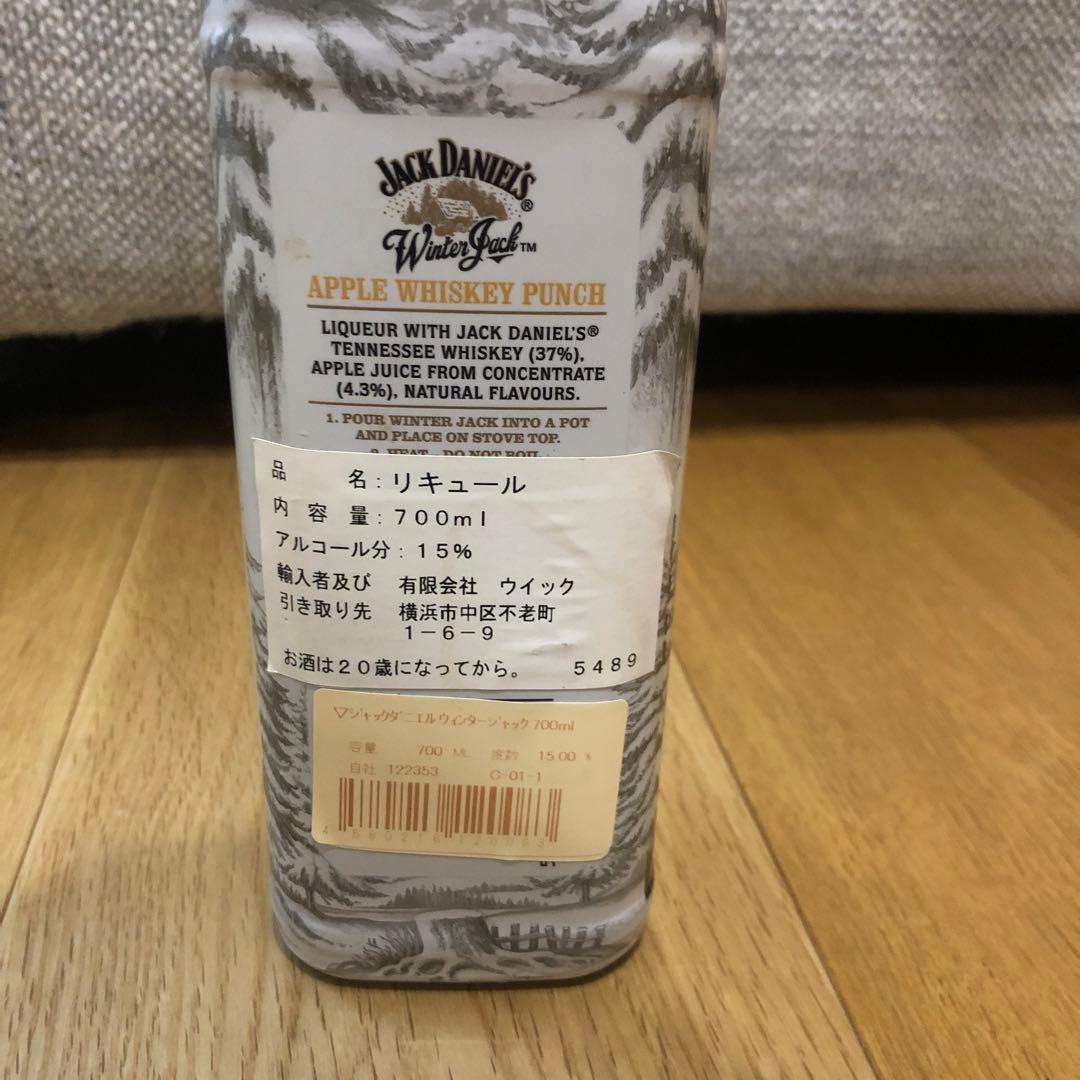 JACK DANIEL'S®
Winter Jack™
APPLE WHISKEY PUNCH
LIQUEUR WITH JACK DANIEL'S®
TENNESSEE WHISKEY (37%),
APPLE JUICE FROM CONCENTRATE
(4.3%), NATURAL FLAVOURS.
1. POUR WINTER JACK INTO A POT
AND PLACE ON STOVE TOP.
2. HEAT - DO NOT BOIL
品　　名：リキュール
内 容 量：７００ｍｌ
アルコール分：１５％
輸入者及び 有限会社 ウイック
引き取り先 横浜市中区不老町
１－６－９
お酒は２０歳になってから。 ５４８９
▽ジャックダニエル ウィンタージャック 700ml
容量 700 ML 度数 15.00 %
自社 122353 C-01-1